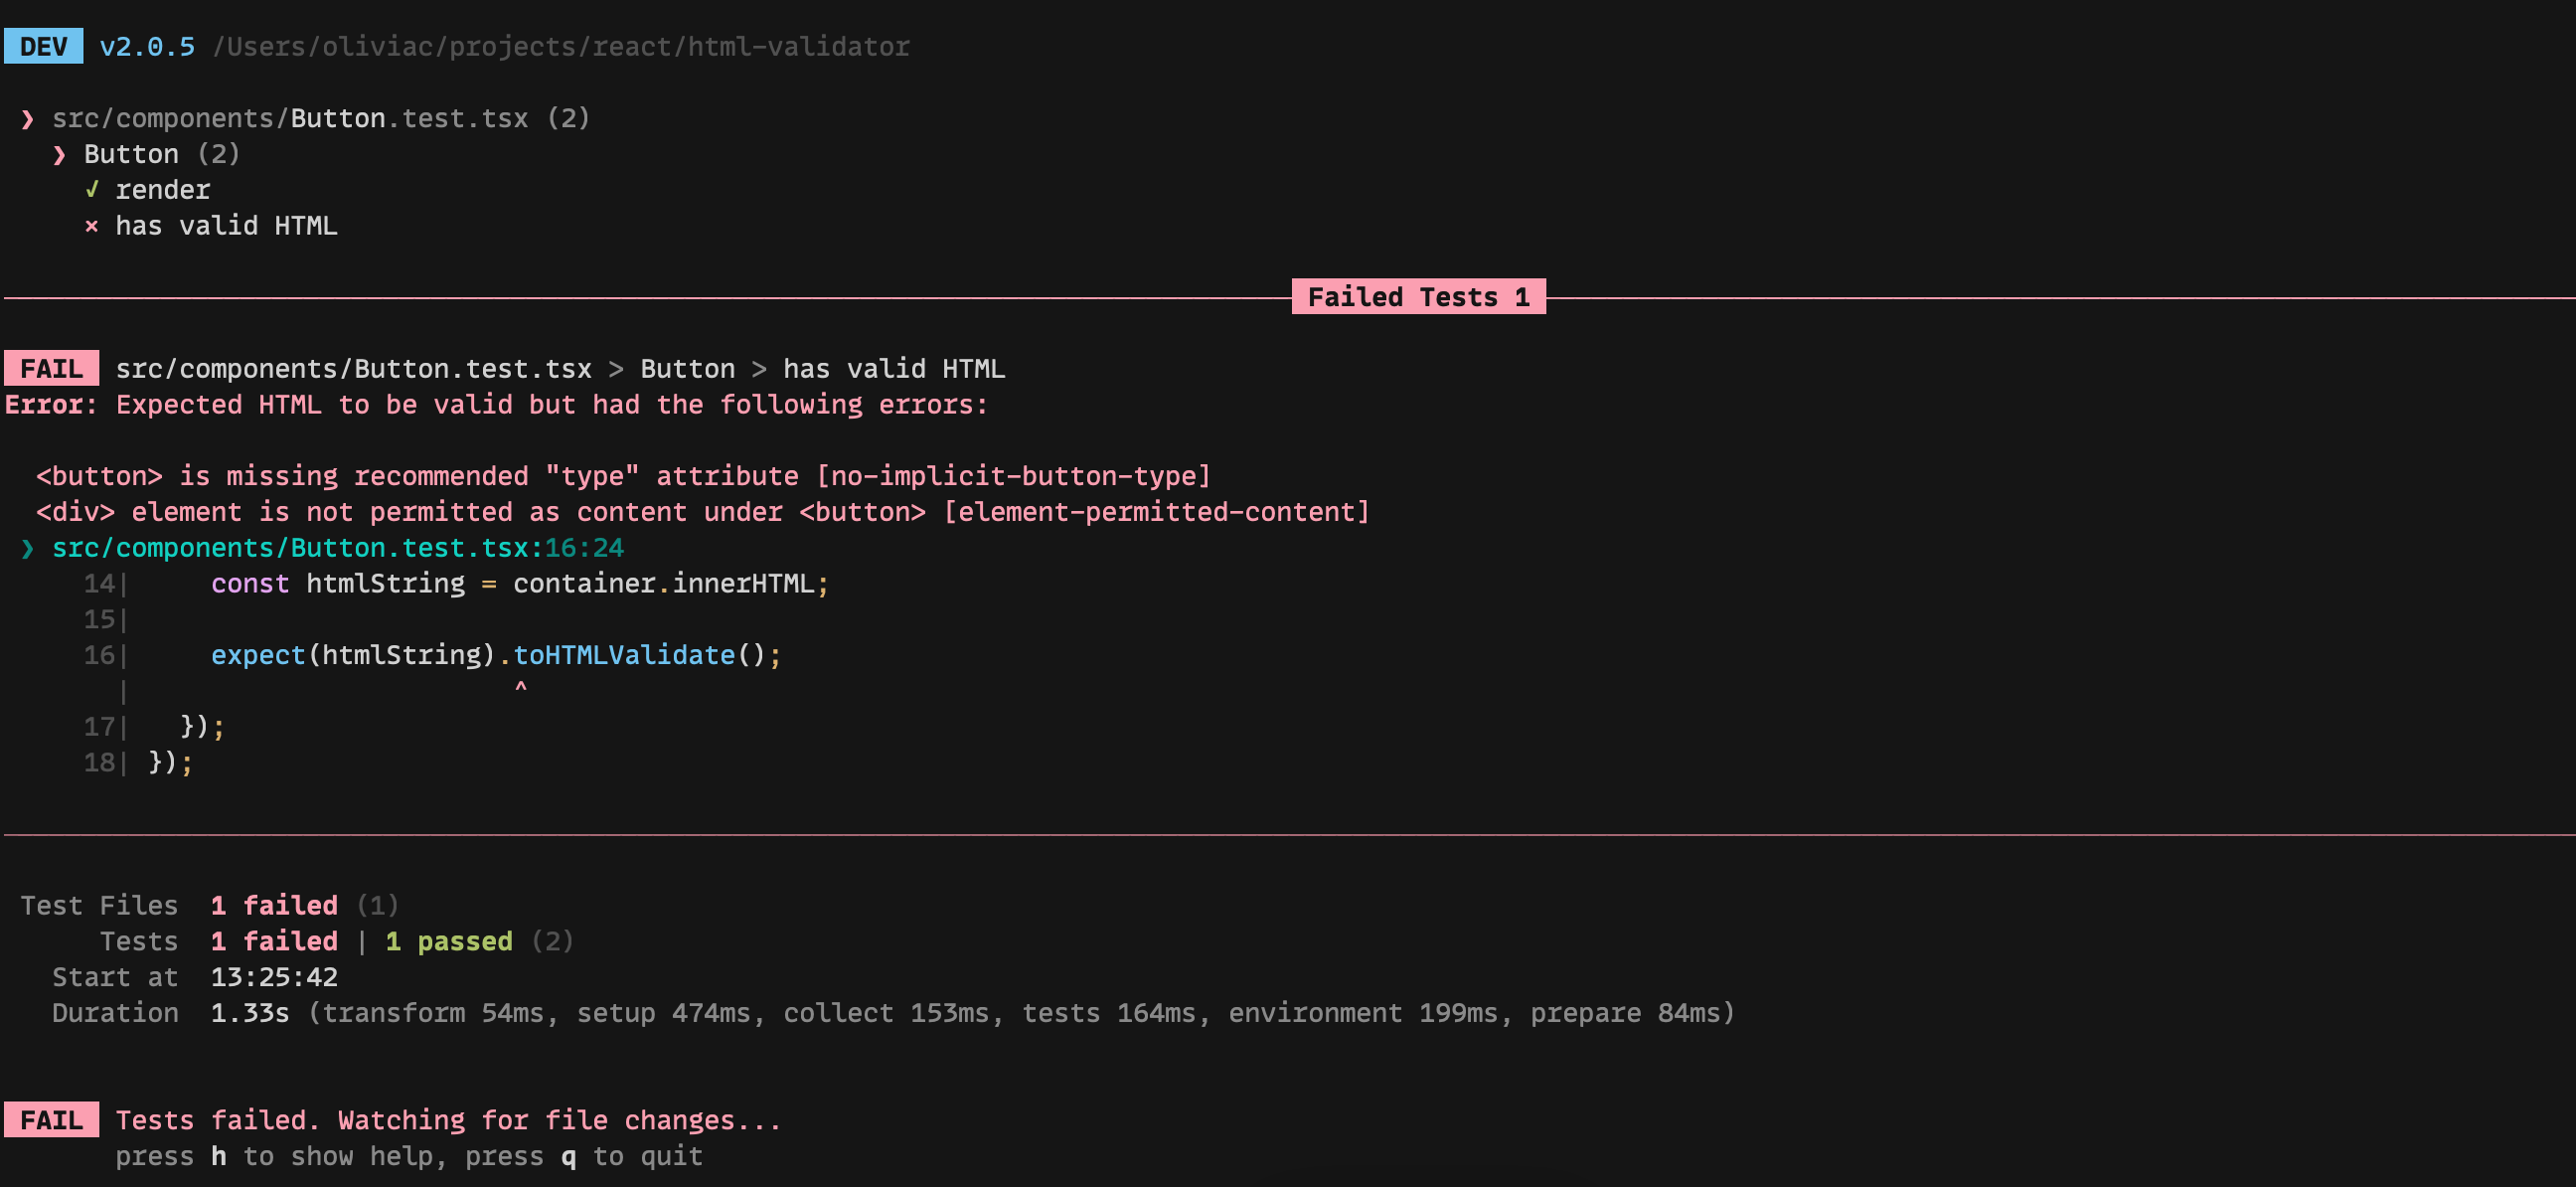 DEV v2.0.5 /Users/oliviac/projects/react/html-validator
❯ src/components/Button.test.tsx (2)
❯ Button (2)
✓ render
× has valid HTML
Failed Tests 1
FAIL src/components/Button.test.tsx > Button > has valid HTML
Error: Expected HTML to be valid but had the following errors:
<button> is missing recommended "type" attribute [no-implicit-button-type]
<div> element is not permitted as content under <button> [element-permitted-content]
❯ src/components/Button.test.tsx:16:24
14|     const htmlString = container.innerHTML;
15|
16|     expect(htmlString).toHTMLValidate();
|                        ^
17|   });
18| });
Test Files 1 failed (1)
Tests 1 failed | 1 passed (2)
Start at 13:25:42
Duration 1.33s (transform 54ms, setup 474ms, collect 153ms, tests 164ms, environment 199ms, prepare 84ms)
FAIL Tests failed. Watching for file changes...
press h to show help, press q to quit